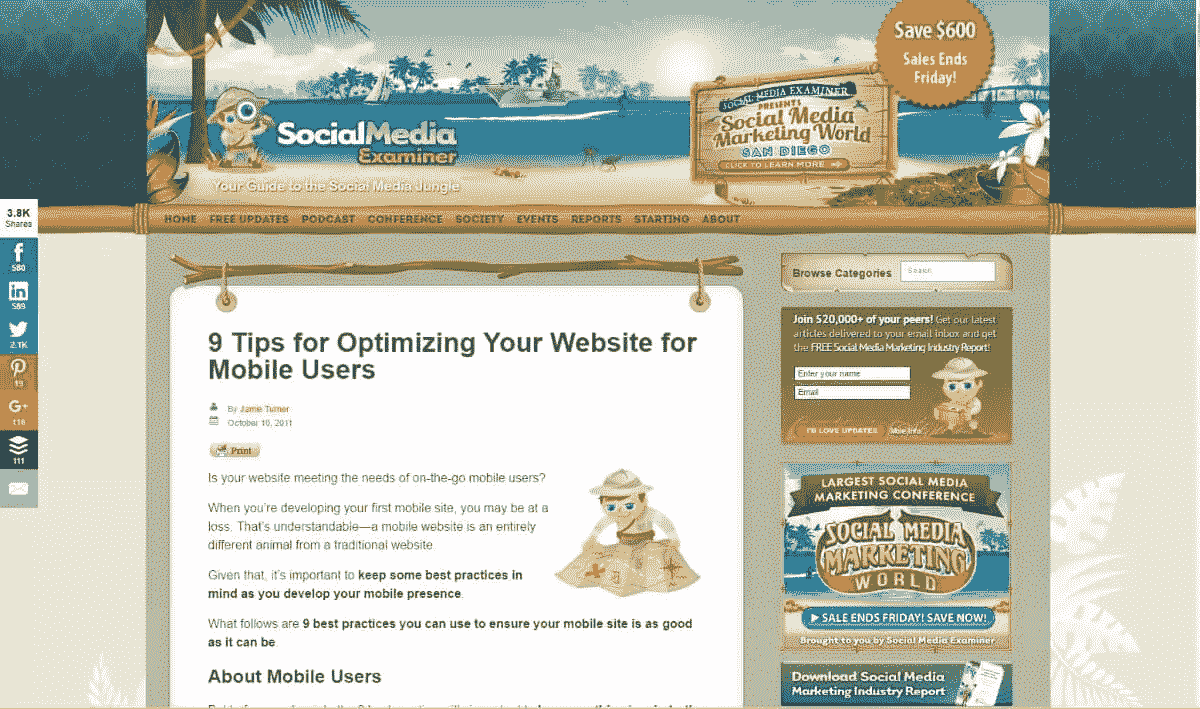 Save $600
Sales Ends
Friday!
SOCIAL MEDIA EXAMINER
PRESENTS
Social Media
Marketing World
SAN DIEGO
CLICK TO LEARN MORE
SocialMedia
Examiner
Your Guide to the Social Media Jungle
HOME FREE UPDATES PODCAST CONFERENCE SOCIETY EVENTS REPORTS STARTING ABOUT
3.8K
Shares
580
589
2.1K
19
116
111
Browse Categories
Search
Join 520,000+ of your peers! Get our latest
articles delivered to your email inbox and get
the FREE Social Media Marketing Industry Report!
Enter your name
Email
I'D LOVE UPDATES More Info
9 Tips for Optimizing Your Website for
Mobile Users
By Jamie Turner
October 10, 2011
Print
Is your website meeting the needs of on-the-go mobile users?
When you're developing your first mobile site, you may be at a
loss. That's understandable—a mobile website is an entirely
different animal from a traditional website.
Given that, it's important to keep some best practices in
mind as you develop your mobile presence.
What follows are 9 best practices you can use to ensure your mobile site is as good
as it can be.
About Mobile Users
LARGEST SOCIAL MEDIA
MARKETING CONFERENCE
SOCIAL MEDIA
MARKETING
WORLD
SALE ENDS FRIDAY! SAVE NOW!
Brought to you by Social Media Examiner
Download Social Media
Marketing Industry Report